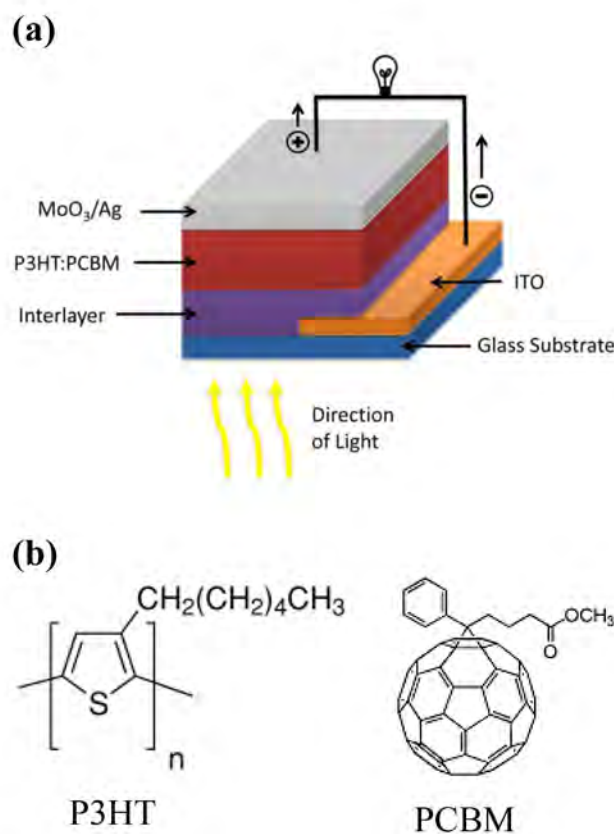 (a)
+
−
MoO₃/Ag
P3HT:PCBM
Interlayer
ITO
Glass Substrate
Direction
of Light
(b)
CH₂(CH₂)₄CH₃
S
n
P3HT
OCH₃
O
PCBM